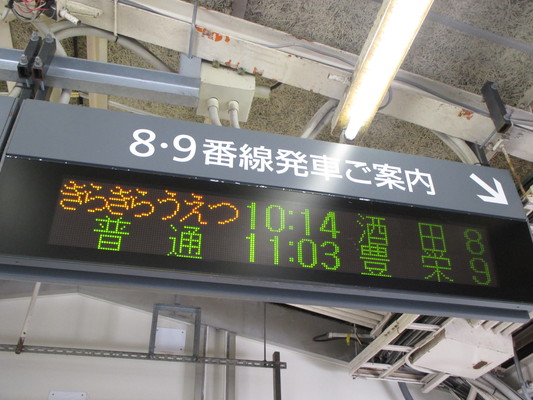 8・9番線発車ご案内
きらきらうえつ 10:14 酒田 8
普通 11:03 豊栄 9